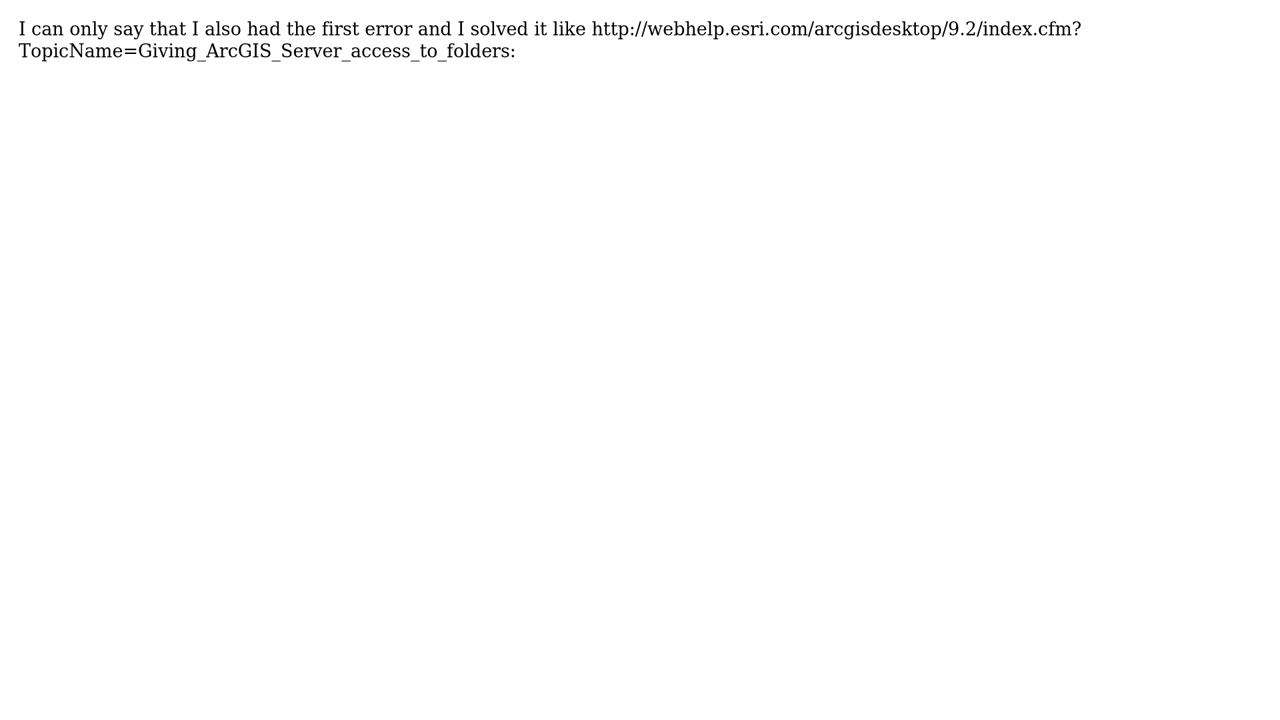 I can only say that I also had the first error and I solved it like http://webhelp.esri.com/arcgisdesktop/9.2/index.cfm?
TopicName=Giving_ArcGIS_Server_access_to_folders: